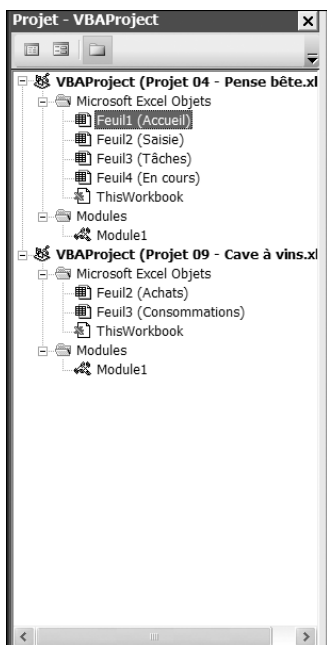 Projet - VBAProject
VBAProject (Projet 04 - Pense bête.xl
Microsoft Excel Objets
Feuil1 (Accueil)
Feuil2 (Saisie)
Feuil3 (Tâches)
Feuil4 (En cours)
ThisWorkbook
Modules
Module1
VBAProject (Projet 09 - Cave à vins.xl
Microsoft Excel Objets
Feuil2 (Achats)
Feuil3 (Consommations)
ThisWorkbook
Modules
Module1